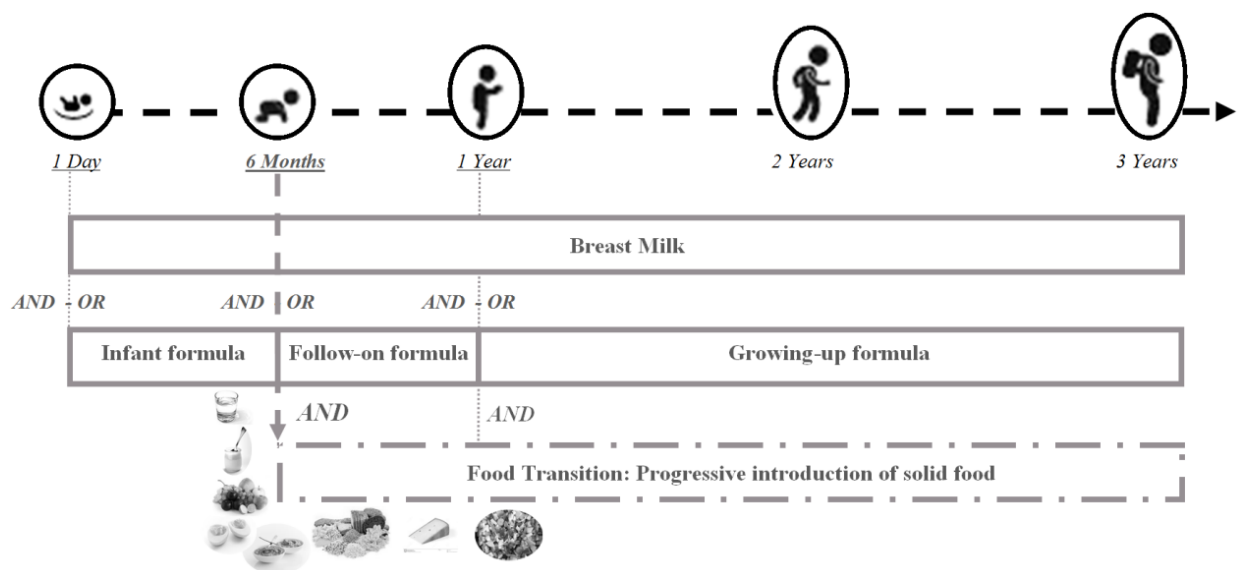 1 Day
6 Months
1 Year
2 Years
3 Years
Breast Milk
AND - OR
AND - OR
AND - OR
Infant formula
Follow-on formula
Growing-up formula
AND
AND
Food Transition: Progressive introduction of solid food